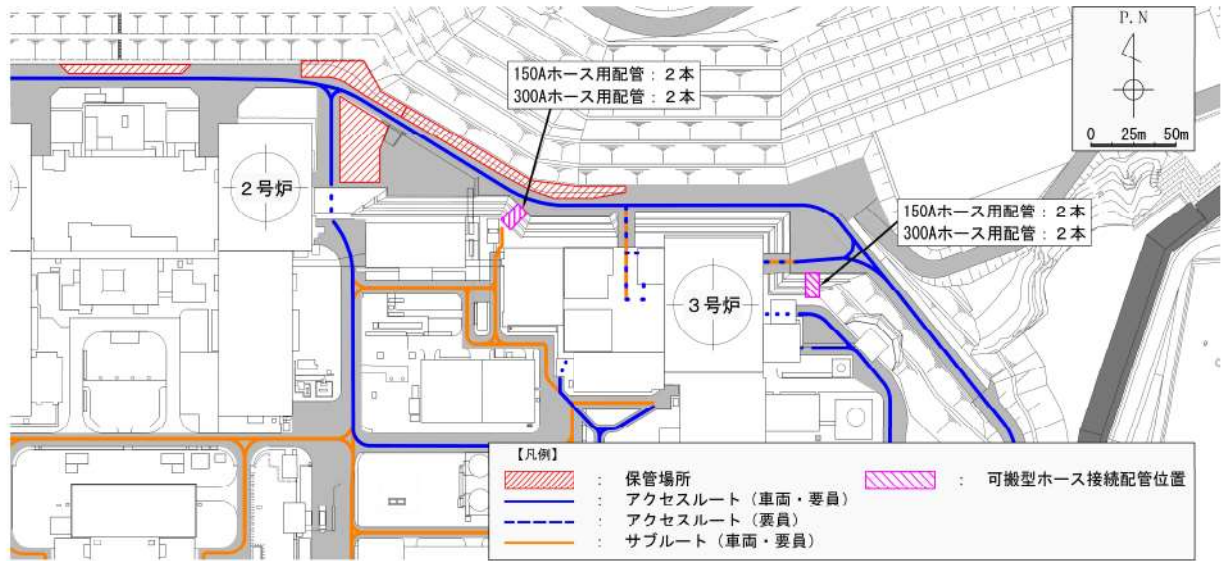 P.N
0 25m 50m
150Aホース用配管：2本
300Aホース用配管：2本
2号炉
150Aホース用配管：2本
300Aホース用配管：2本
3号炉
【凡例】
： 保管場所
： 可搬型ホース接続配管位置
： アクセスルート（車両・要員）
： アクセスルート（要員）
： サブルート（車両・要員）